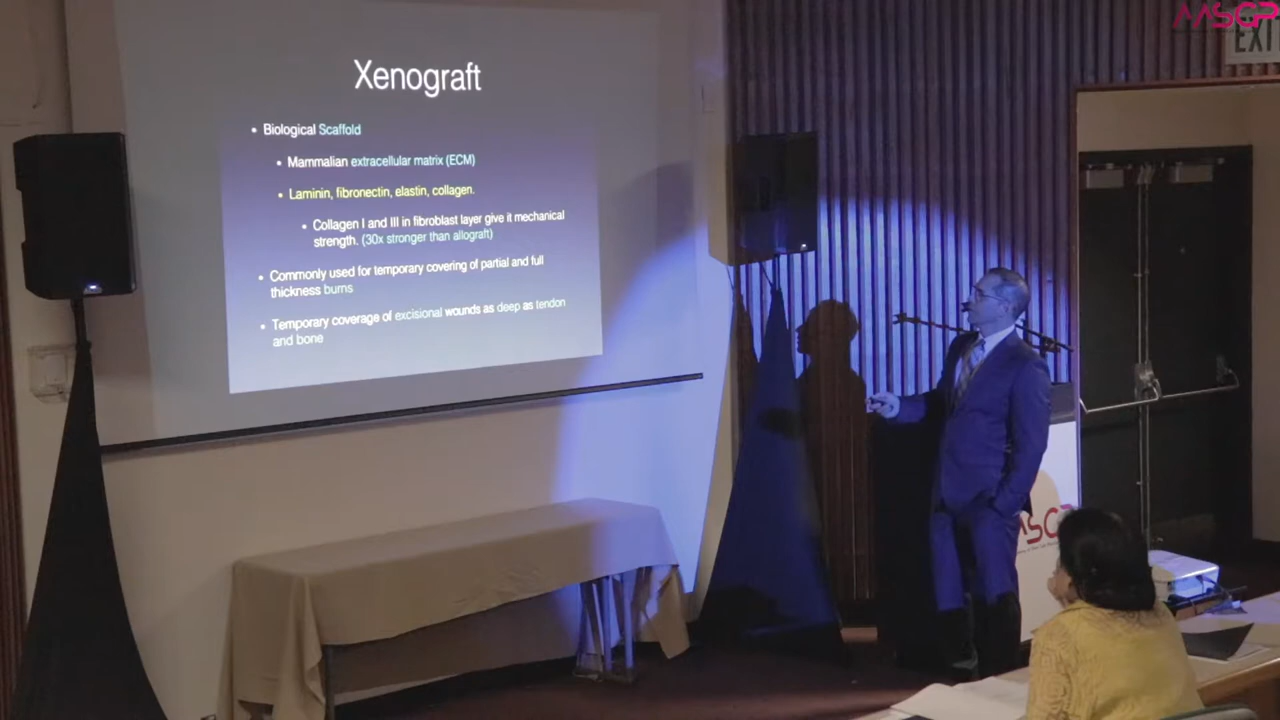 AASCP
EXIT
Xenograft
• Biological Scaffold
• Mammalian extracellular matrix (ECM)
• Laminin, fibronectin, elastin, collagen.
• Collagen I and III in fibroblast layer give it mechanical
strength. (30x stronger than allograft)
• Commonly used for temporary covering of partial and full
thickness burns
• Temporary coverage of excisional wounds as deep as tendon
and bone
ASCP